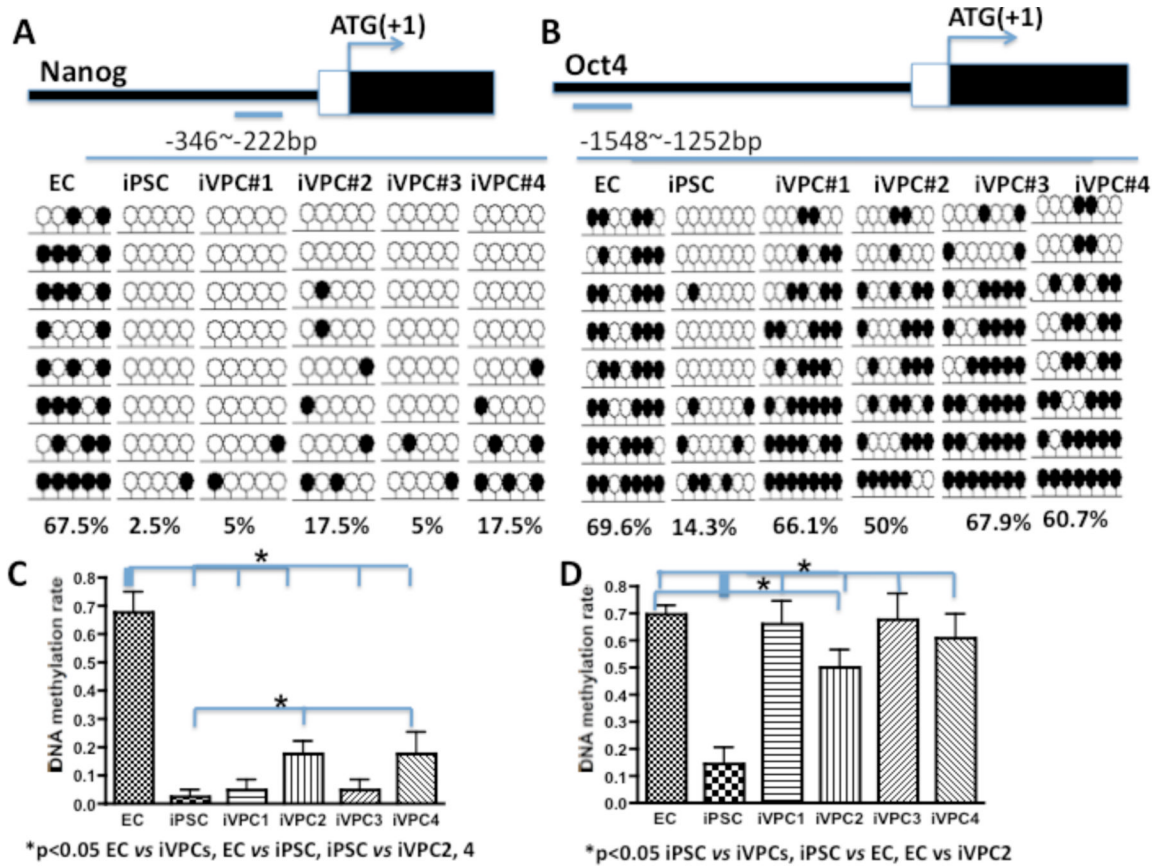 A
ATG(+1)
Nanog
-346~-222bp
EC iPSC iVPC#1 iVPC#2 iVPC#3 iVPC#4
67.5% 2.5% 5% 17.5% 5% 17.5%
B
ATG(+1)
Oct4
-1548~-1252bp
EC iPSC iVPC#1 iVPC#2 iVPC#3 iVPC#4
69.6% 14.3% 66.1% 50% 67.9% 60.7%
C
*
*
DNA methylation rate
0.8
0.7
0.6
0.5
0.4
0.3
0.2
0.1
0.0
EC iPSC iVPC1 iVPC2 iVPC3 iVPC4
*p<0.05 EC vs iVPCs, EC vs iPSC, iPSC vs iVPC2, 4
D
*
*
DNA methylation rate
0.8
0.7
0.6
0.5
0.4
0.3
0.2
0.1
0.0
EC iPSC iVPC1 iVPC2 iVPC3 iVPC4
*p<0.05 iPSC vs iVPCs, iPSC vs EC, EC vs iVPC2